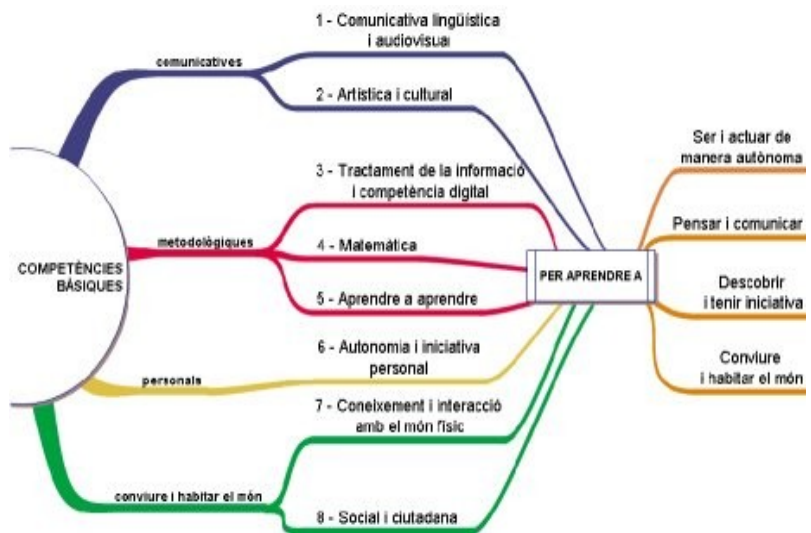 COMPETÈNCIES
BÀSIQUES
comunicatives
1 - Comunicativa lingüística
i audiovisual
2 - Artística i cultural
metodològiques
3 - Tractament de la informació
i competència digital
4 - Matemàtica
5 - Aprendre a aprendre
personals
6 - Autonomia i iniciativa
personal
conviure i habitar el món
7 - Coneixement i interacció
amb el món físic
8 - Social i ciutadana
PER APRENDRE A
Ser i actuar de
manera autònoma
Pensar i comunicar
Descobrir
i tenir iniciativa
Conviure
i habitar el món